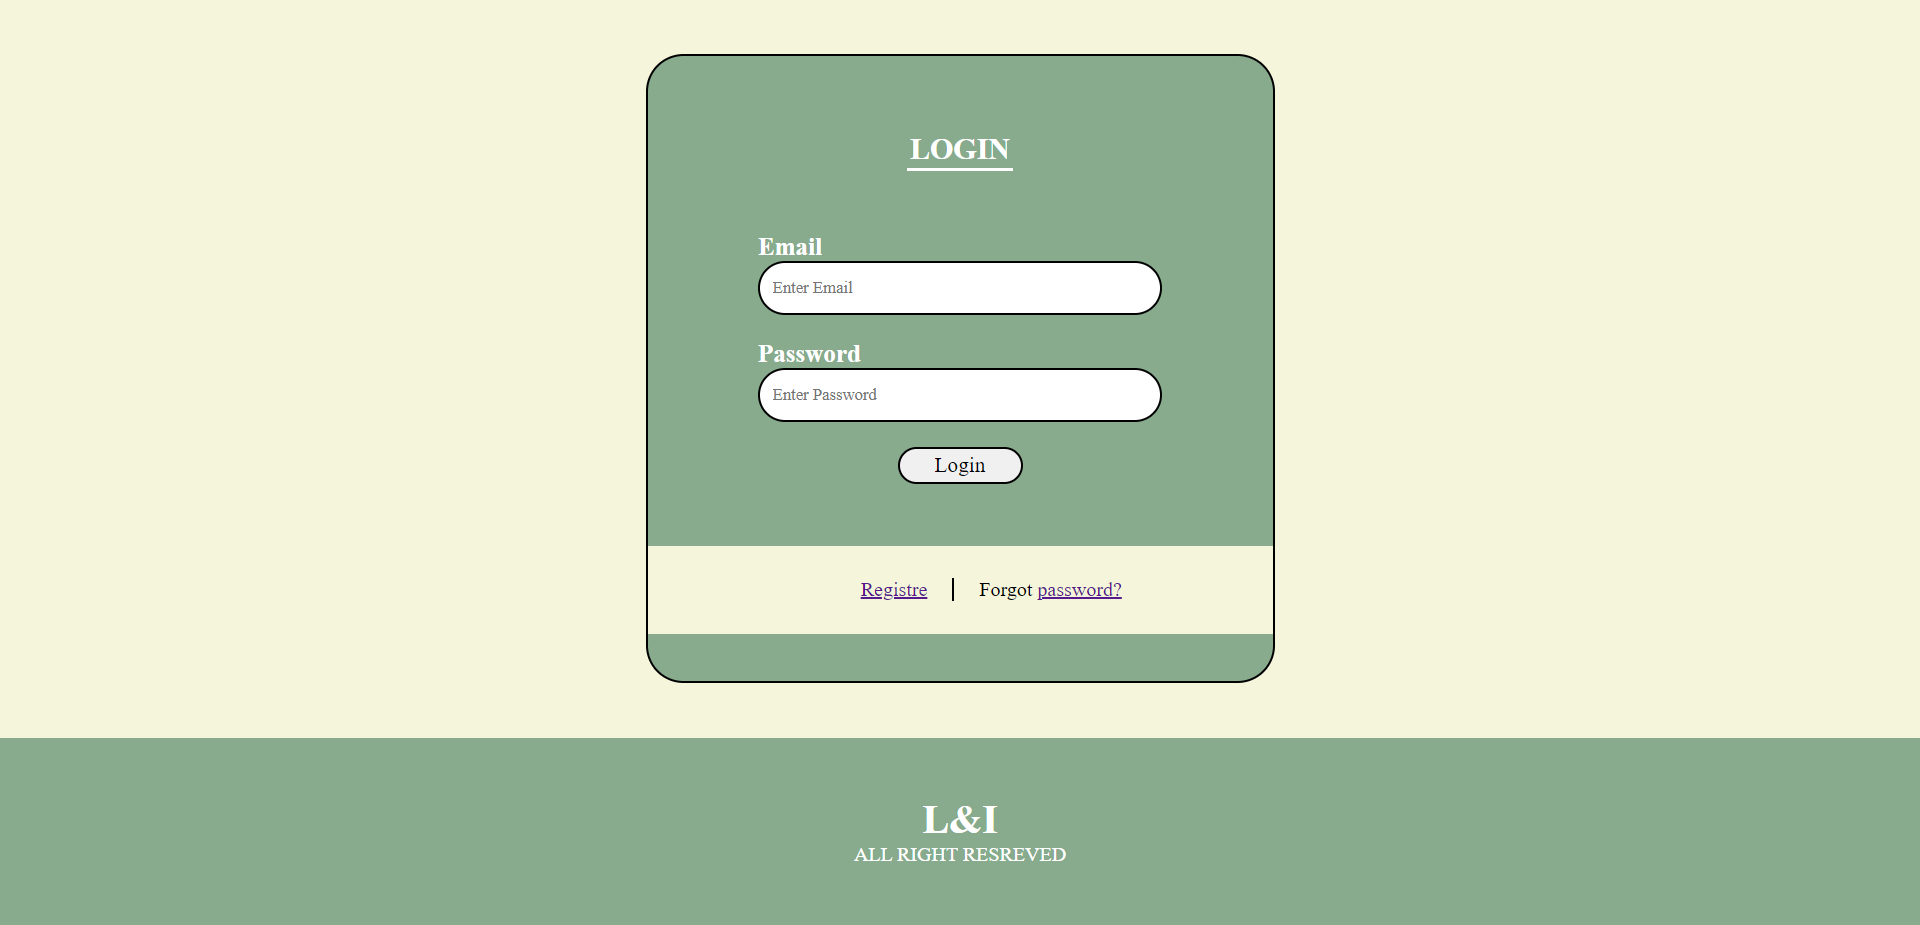 LOGIN
Email
Enter Email
Password
Enter Password
Login
Registre Forgot password?
L&I
ALL RIGHT RESREVED